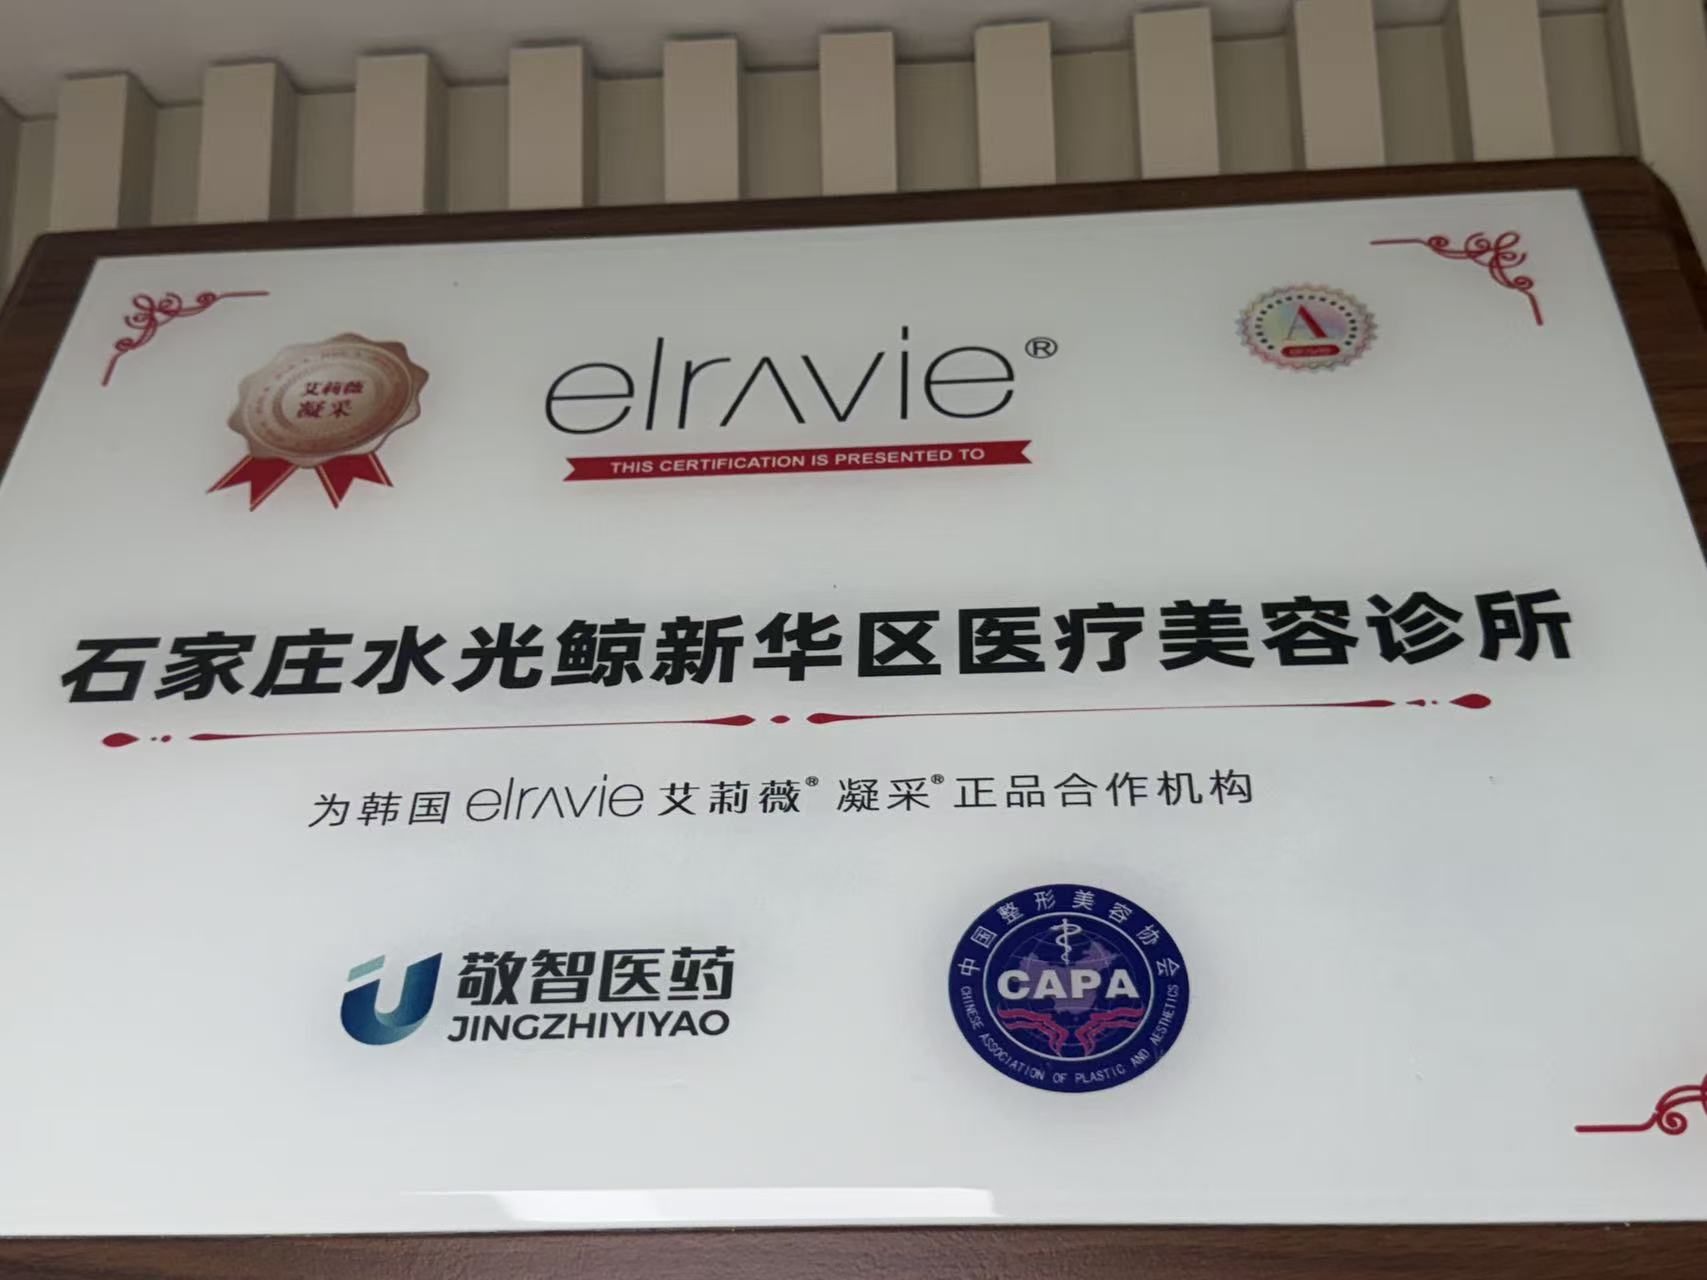 艾莉薇
凝采
elravie®
THIS CERTIFICATION IS PRESENTED TO
A
elravie
石家庄水光鲸新华区医疗美容诊所
为韩国 elravie 艾莉薇® 凝采® 正品合作机构
敬智医药
JINGZHIYIYAO
中国整形美容协会
CAPA
CHINESE ASSOCIATION OF PLASTIC AND AESTHETICS